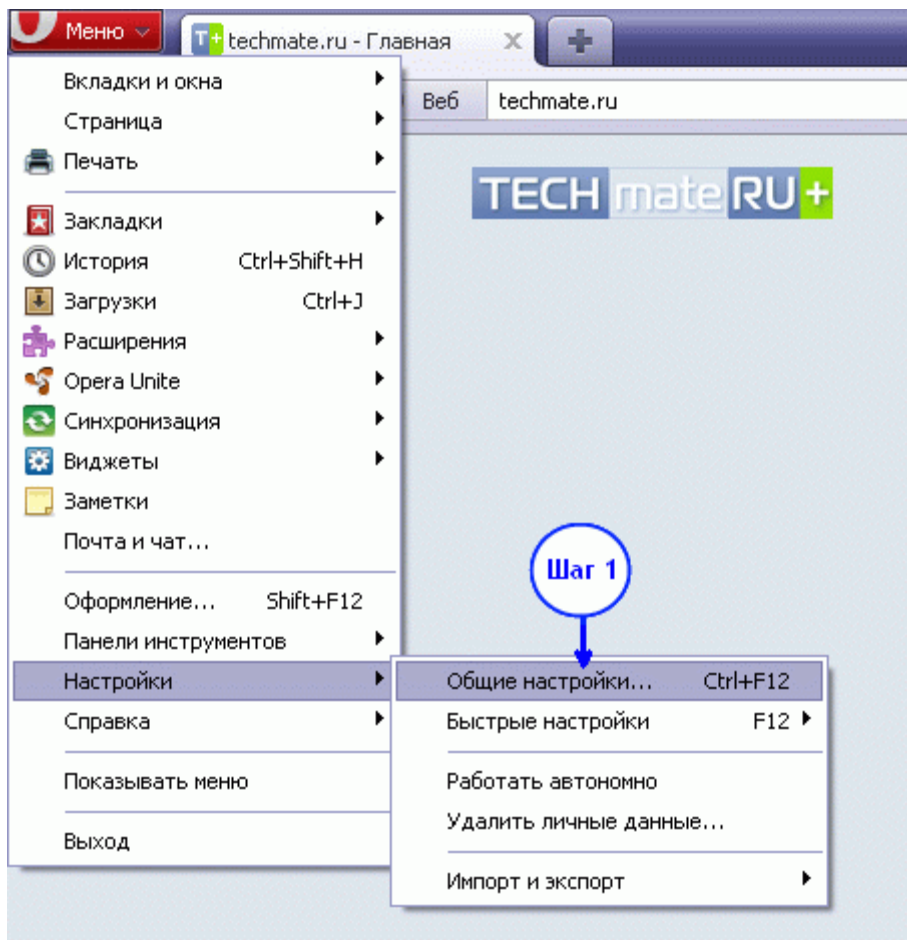 Меню
T+ techmate.ru - Главная
Вкладки и окна
Веб techmate.ru
Страница
Печать
TECH mate RU+
Закладки
История Ctrl+Shift+H
Загрузки Ctrl+J
Расширения
Opera Unite
Синхронизация
Виджеты
Заметки
Почта и чат...
Шаг 1
Оформление... Shift+F12
Панели инструментов
Настройки
Общие настройки... Ctrl+F12
Справка
Быстрые настройки F12
Показывать меню
Работать автономно
Удалить личные данные...
Выход
Импорт и экспорт